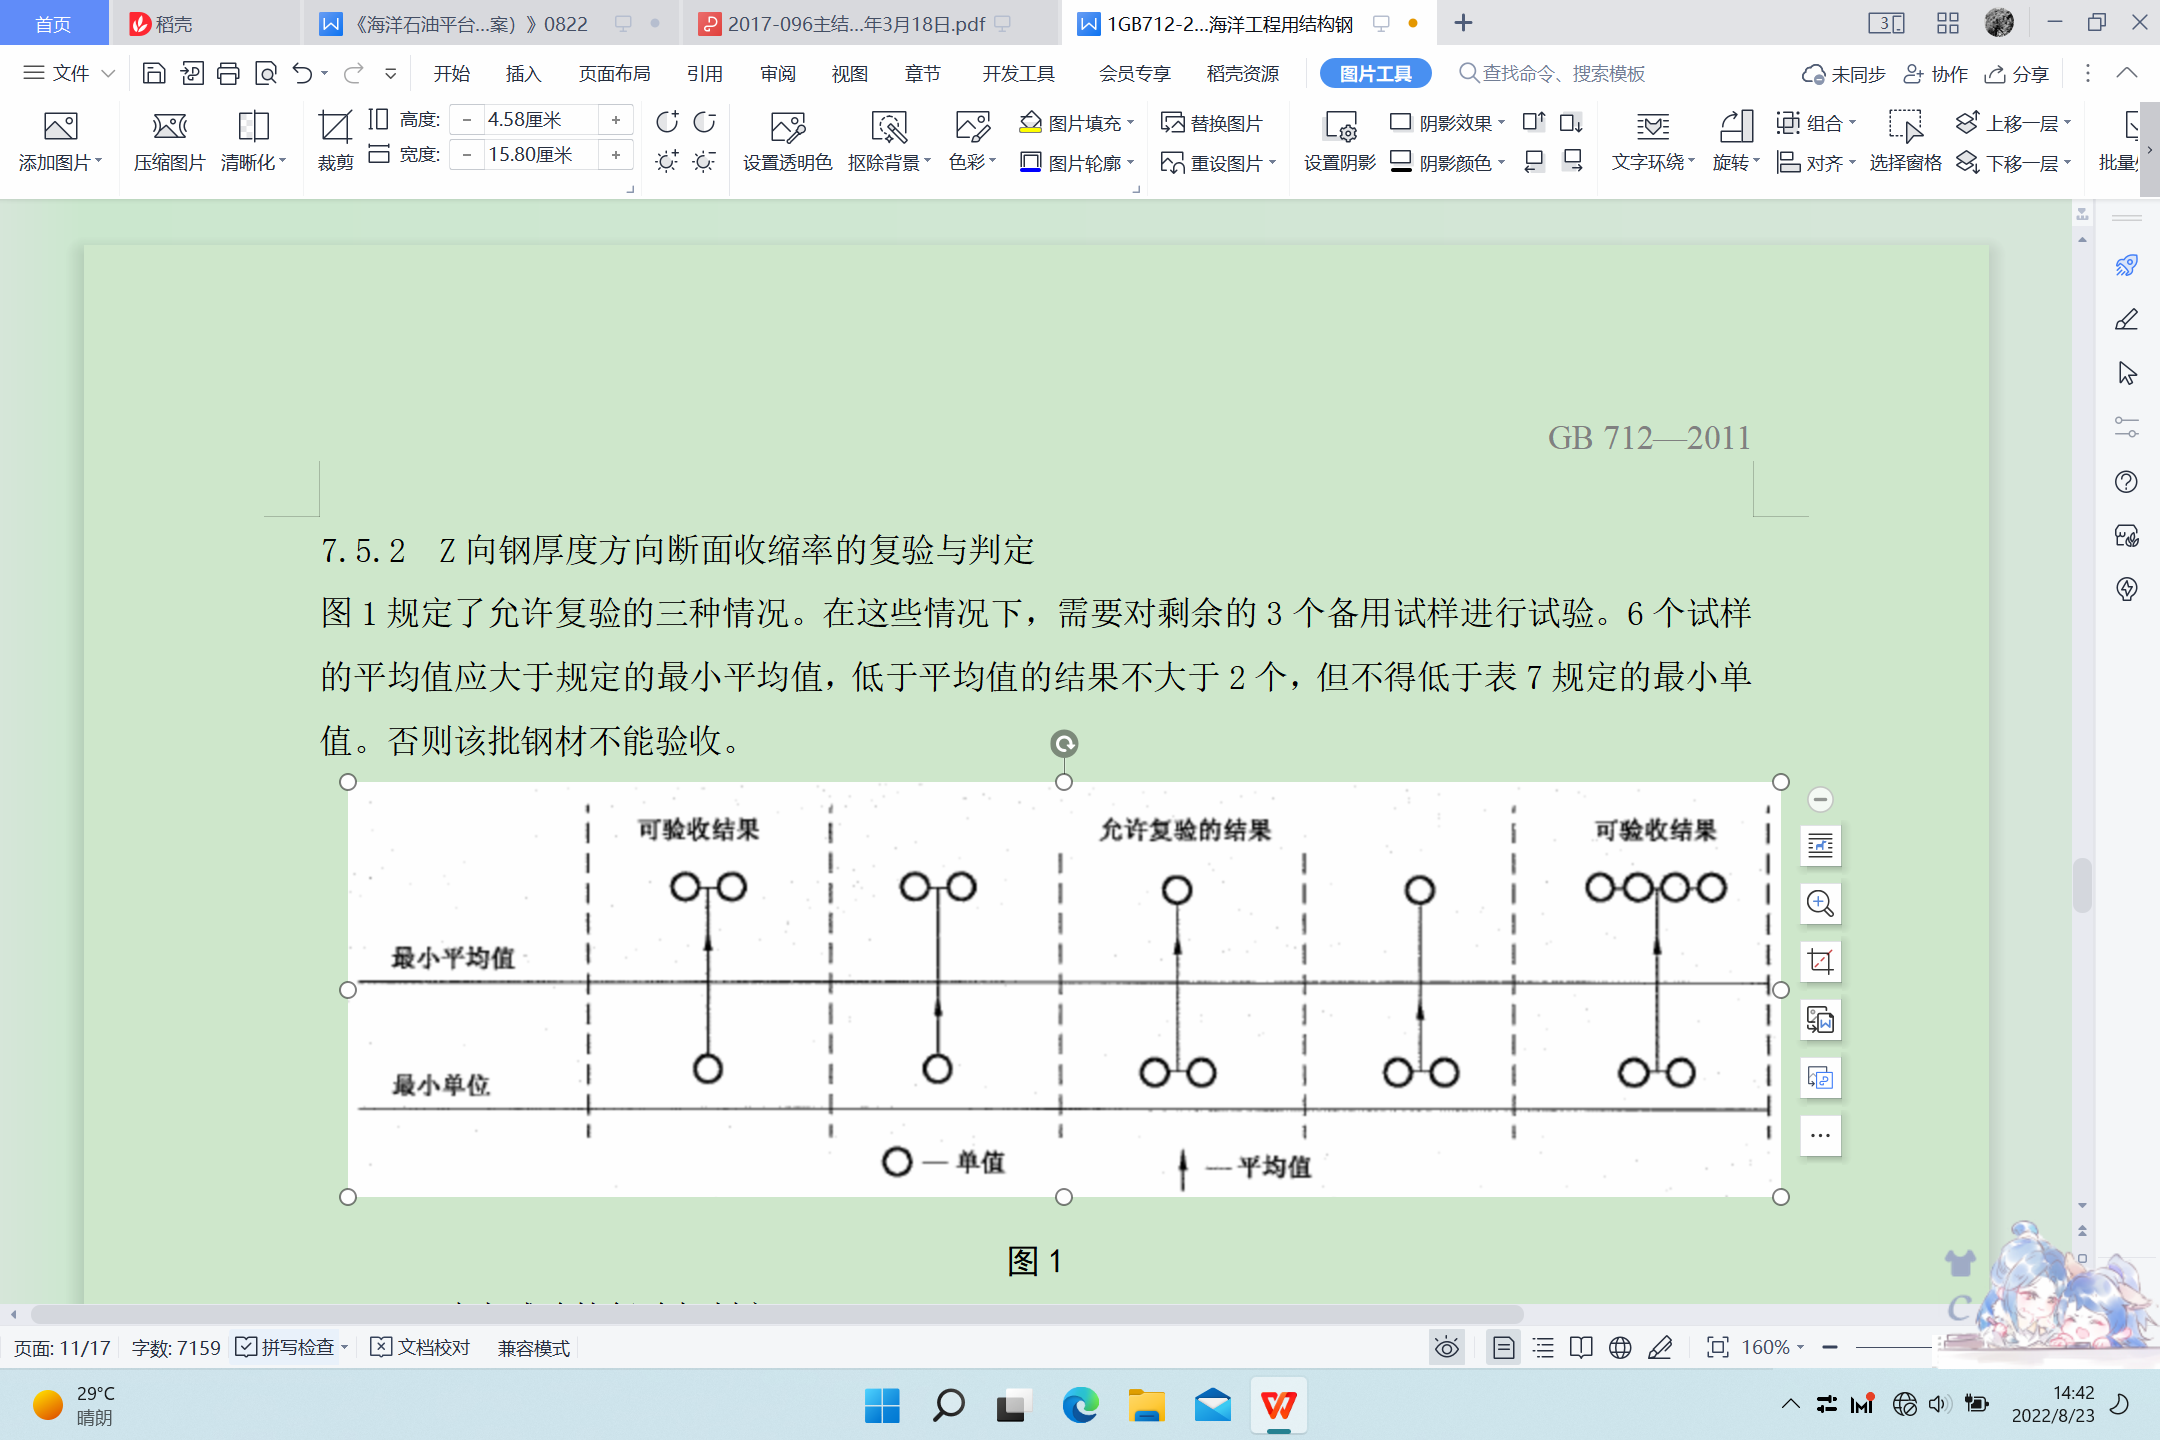 首页
稻壳
《海洋石油平台...案）》0822
2017-096主结...年3月18日.pdf
1GB712-2...海洋工程用结构钢
3
文件
开始
插入
页面布局
引用
审阅
视图
章节
开发工具
会员专享
稻壳资源
图片工具
查找命令、搜索模板
未同步
协作
分享
添加图片
压缩图片
清晰化
裁剪
高度: - 4.58厘米 +
宽度: - 15.80厘米 +
设置透明色
抠除背景
色彩
图片填充
图片轮廓
替换图片
重设图片
设置阴影
阴影效果
阴影颜色
文字环绕
旋转
组合
对齐
选择窗格
上移一层
下移一层
GB 712—2011
7.5.2 Z向钢厚度方向断面收缩率的复验与判定
图1规定了允许复验的三种情况。在这些情况下，需要对剩余的3个备用试样进行试验。6个试样
的平均值应大于规定的最小平均值，低于平均值的结果不大于2个，但不得低于表7规定的最小单
值。否则该批钢材不能验收。
可验收结果
允许复验的结果
可验收结果
最小平均值
最小单位
— 单值
— 平均值
图1
页面: 11/17
字数: 7159
拼写检查
文档校对
兼容模式
160%
29°C
晴朗
14:42
2022/8/23